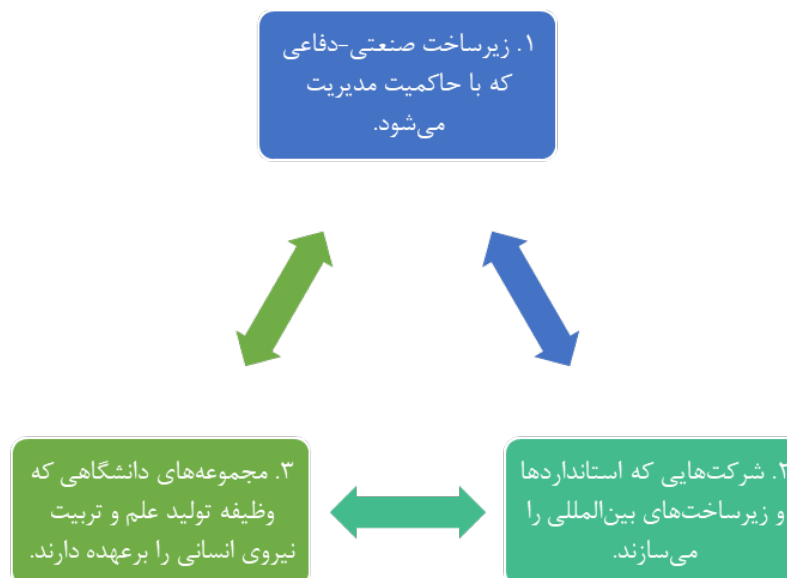 ۱. زیرساخت صنعتی-دفاعی
که با حاکمیت مدیریت
می‌شود.
۲. شرکت‌هایی که استانداردها
و زیرساخت‌های بین‌المللی را
می‌سازند.
۳. مجموعه‌های دانشگاهی که
وظیفه تولید علم و تربیت
نیروی انسانی را برعهده دارند.